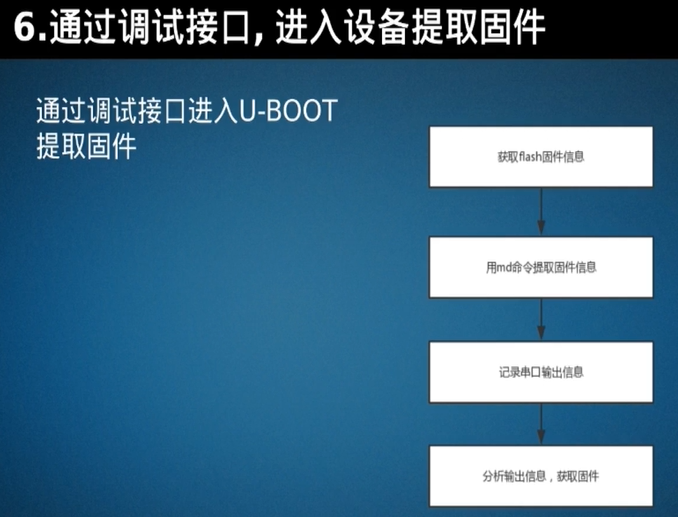 6.通过调试接口, 进入设备提取固件
通过调试接口进入U-BOOT
提取固件
获取flash固件信息
用md命令提取固件信息
记录串口输出信息
分析输出信息，获取固件